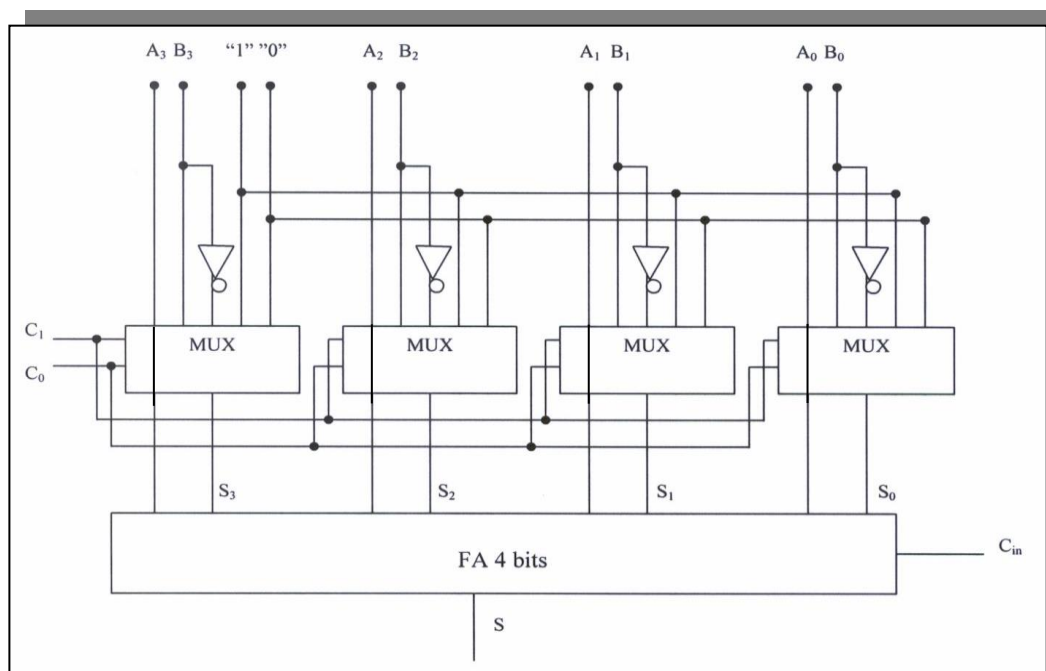 A₃ B₃ “1” ”0” A₂ B₂ A₁ B₁ A₀ B₀
C₁ MUX MUX MUX MUX
C₀
S₃ S₂ S₁ S₀
FA 4 bits Cᵢₙ
S